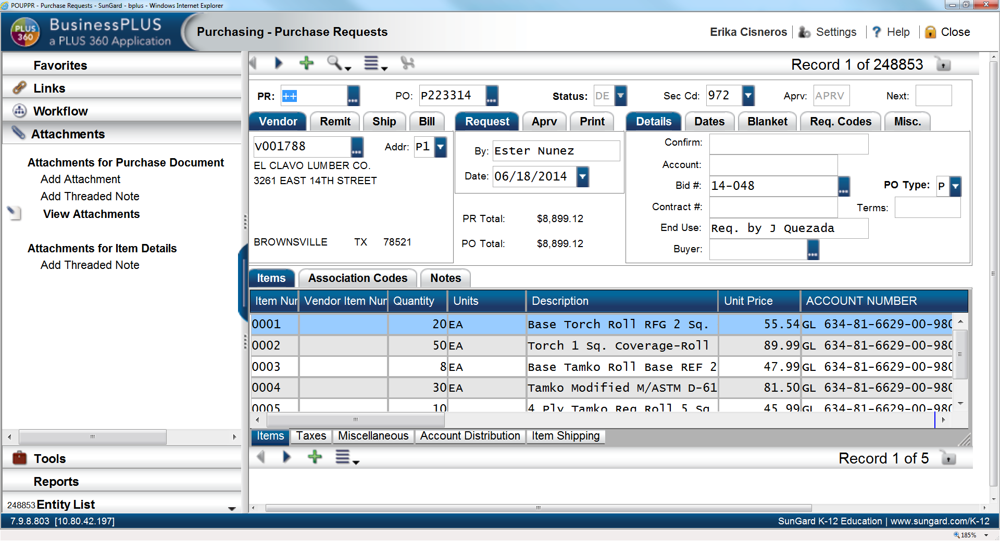 POUPPR - Purchase Requests - SunGard - bplus - Windows Internet Explorer
PLUS 360
BusinessPLUS
a PLUS 360 Application
Purchasing - Purchase Requests
Erika Cisneros Settings Help Close
Favorites
Links
Workflow
Attachments
Attachments for Purchase Document
Add Attachment
Add Threaded Note
View Attachments
Attachments for Item Details
Add Threaded Note
Tools
Reports
248853 Entity List
Record 1 of 248853
PR: ++ PO: P223314 Status: DE Sec Cd: 972 Aprv: APRV Next:
Vendor Remit Ship Bill Request Aprv Print Details Dates Blanket Req. Codes Misc.
V001788 Addr: P1
EL CLAVO LUMBER CO.
3261 EAST 14TH STREET
BROWNSVILLE TX 78521
By: Ester Nunez
Date: 06/18/2014
PR Total: $8,899.12
PO Total: $8,899.12
Confirm:
Account:
Bid #: 14-048 PO Type: P
Contract #: Terms:
End Use: Req. by J Quezada
Buyer:
Items Association Codes Notes
Item Nur Vendor Item Nur Quantity Units Description Unit Price ACCOUNT NUMBER
0001 20 EA Base Torch Roll RFG 2 Sq. 55.54 GL 634-81-6629-00-980
0002 50 EA Torch 1 Sq. Coverage-Roll 89.99 GL 634-81-6629-00-980
0003 8 EA Base Tamko Roll Base REF 2 47.99 GL 634-81-6629-00-980
0004 30 EA Tamko Modified M/ASTM D-61 81.50 GL 634-81-6629-00-980
0005 10 4 Ply Tamko Reg Roll 5 Sq 45.99 GL 634-81-6629-00-980
Items Taxes Miscellaneous Account Distribution Item Shipping
Record 1 of 5
7.9.8.803 [10.80.42.197] SunGard K-12 Education | www.sungard.com/K-12
185%